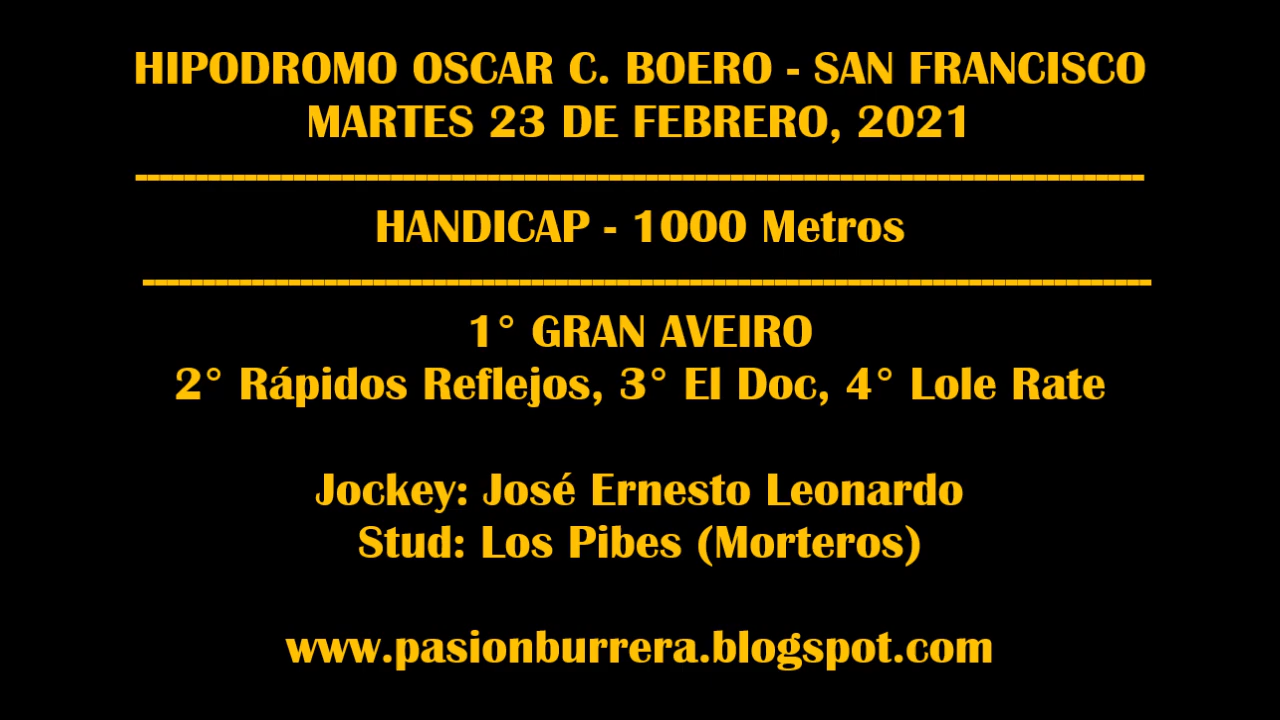 HIPODROMO OSCAR C. BOERO - SAN FRANCISCO
MARTES 23 DE FEBRERO, 2021
HANDICAP - 1000 Metros
1° GRAN AVEIRO
2° Rápidos Reflejos, 3° El Doc, 4° Lole Rate
Jockey: José Ernesto Leonardo
Stud: Los Pibes (Morteros)
www.pasionburrera.blogspot.com